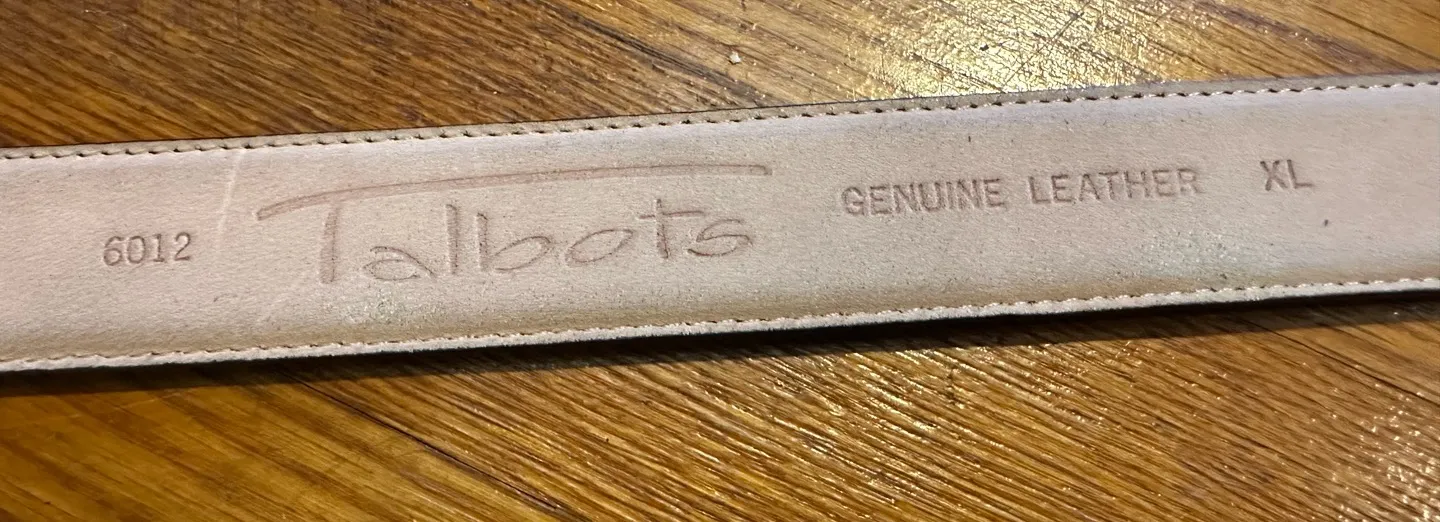 6012 Talbots GENUINE LEATHER XL